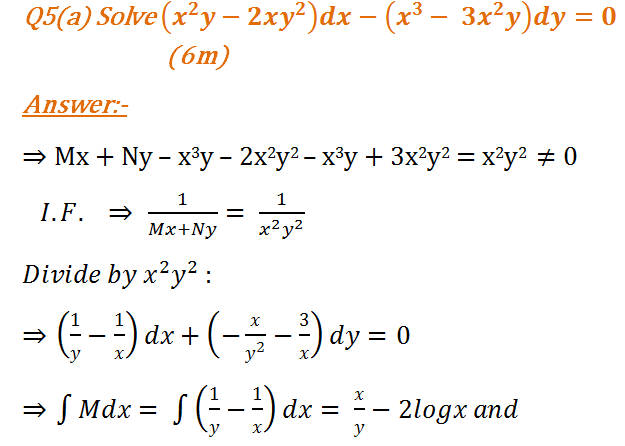 Q5(a) Solve (x²y − 2xy²)dx − (x³ − 3x²y)dy = 0
(6m)
Answer:-
⇒ Mx + Ny – x³y – 2x²y² – x³y + 3x²y² = x²y² ≠ 0
I.F. ⇒ 1/(Mx+Ny) = 1/(x²y²)
Divide by x²y² :
⇒ (1/y − 1/x) dx + (−x/y² − 3/x) dy = 0
⇒ ∫ Mdx = ∫ (1/y − 1/x) dx = x/y − 2logx and